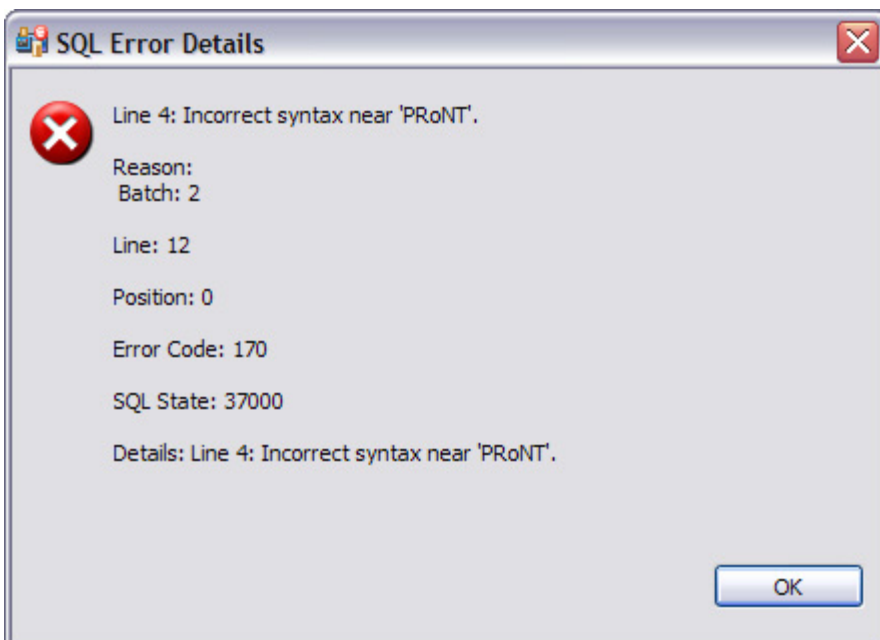 SQL Error Details
Line 4: Incorrect syntax near 'PRoNT'.
Reason:
Batch: 2
Line: 12
Position: 0
Error Code: 170
SQL State: 37000
Details: Line 4: Incorrect syntax near 'PRoNT'.
OK